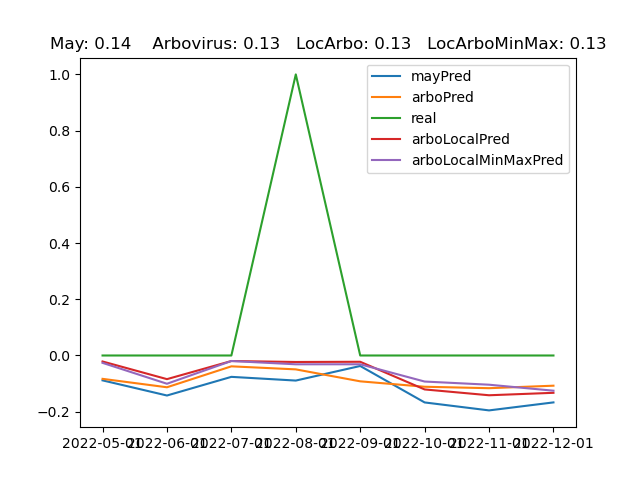 May: 0.14    Arbovirus: 0.13   LocArbo: 0.13   LocArboMinMax: 0.13
mayPred
arboPred
real
arboLocalPred
arboLocalMinMaxPred
1.0
0.8
0.6
0.4
0.2
0.0
−0.2
2022-05-01 2022-06-01 2022-07-01 2022-08-01 2022-09-01 2022-10-01 2022-11-01 2022-12-01